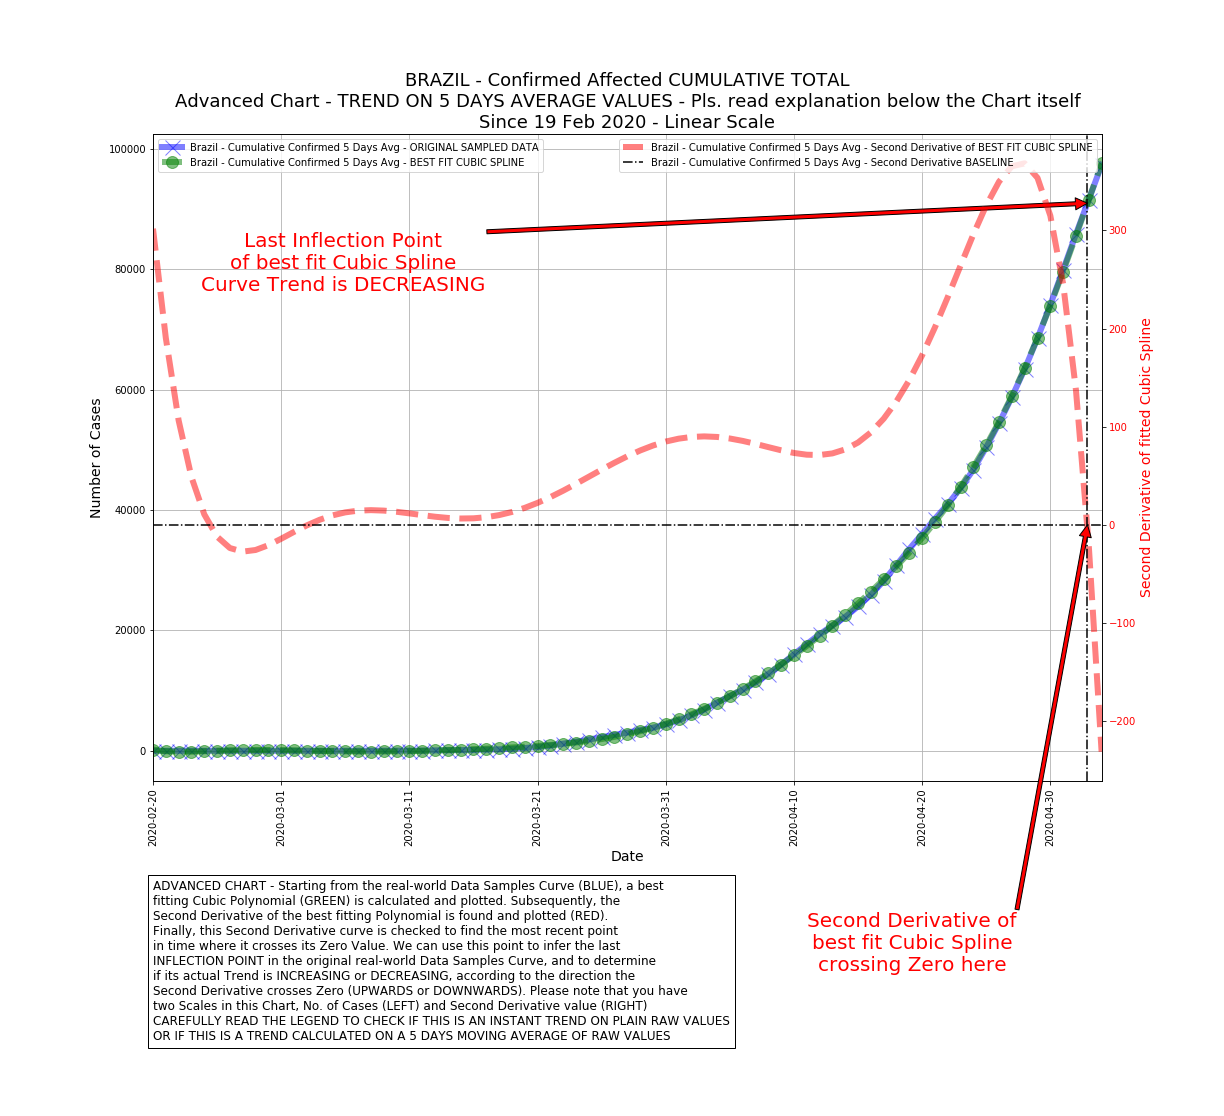 BRAZIL - Confirmed Affected CUMULATIVE TOTAL
Advanced Chart - TREND ON 5 DAYS AVERAGE VALUES - Pls. read explanation below the Chart itself
Since 19 Feb 2020 - Linear Scale
Brazil - Cumulative Confirmed 5 Days Avg - ORIGINAL SAMPLED DATA
Brazil - Cumulative Confirmed 5 Days Avg - BEST FIT CUBIC SPLINE
Brazil - Cumulative Confirmed 5 Days Avg - Second Derivative of BEST FIT CUBIC SPLINE
Brazil - Cumulative Confirmed 5 Days Avg - Second Derivative BASELINE
Last Inflection Point
of best fit Cubic Spline
Curve Trend is DECREASING
Number of Cases
100000
80000
60000
40000
20000
0
300
200
100
0
−100
−200
Second Derivative of fitted Cubic Spline
2020-02-20
2020-03-01
2020-03-11
2020-03-21
2020-03-31
2020-04-10
2020-04-20
2020-04-30
Date
Second Derivative of
best fit Cubic Spline
crossing Zero here
ADVANCED CHART - Starting from the real-world Data Samples Curve (BLUE), a best
fitting Cubic Polynomial (GREEN) is calculated and plotted. Subsequently, the
Second Derivative of the best fitting Polynomial is found and plotted (RED).
Finally, this Second Derivative curve is checked to find the most recent point
in time where it crosses its Zero Value. We can use this point to infer the last
INFLECTION POINT in the original real-world Data Samples Curve, and to determine
if its actual Trend is INCREASING or DECREASING, according to the direction the
Second Derivative crosses Zero (UPWARDS or DOWNWARDS). Please note that you have
two Scales in this Chart, No. of Cases (LEFT) and Second Derivative value (RIGHT)
CAREFULLY READ THE LEGEND TO CHECK IF THIS IS AN INSTANT TREND ON PLAIN RAW VALUES
OR IF THIS IS A TREND CALCULATED ON A 5 DAYS MOVING AVERAGE OF RAW VALUES